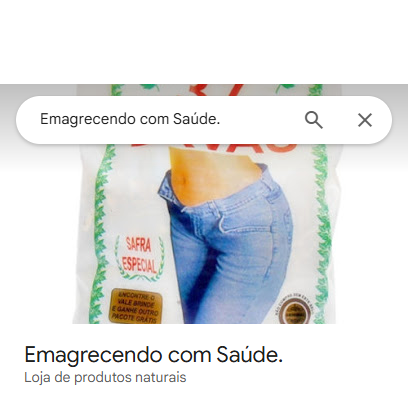 Emagrecendo com Saúde.
SAFRA
ESPECIAL
ENCONTRE O
VALE BRINDE
E GANHE OUTRO
PACOTE GRÁTIS
Emagrecendo com Saúde.
Loja de produtos naturais